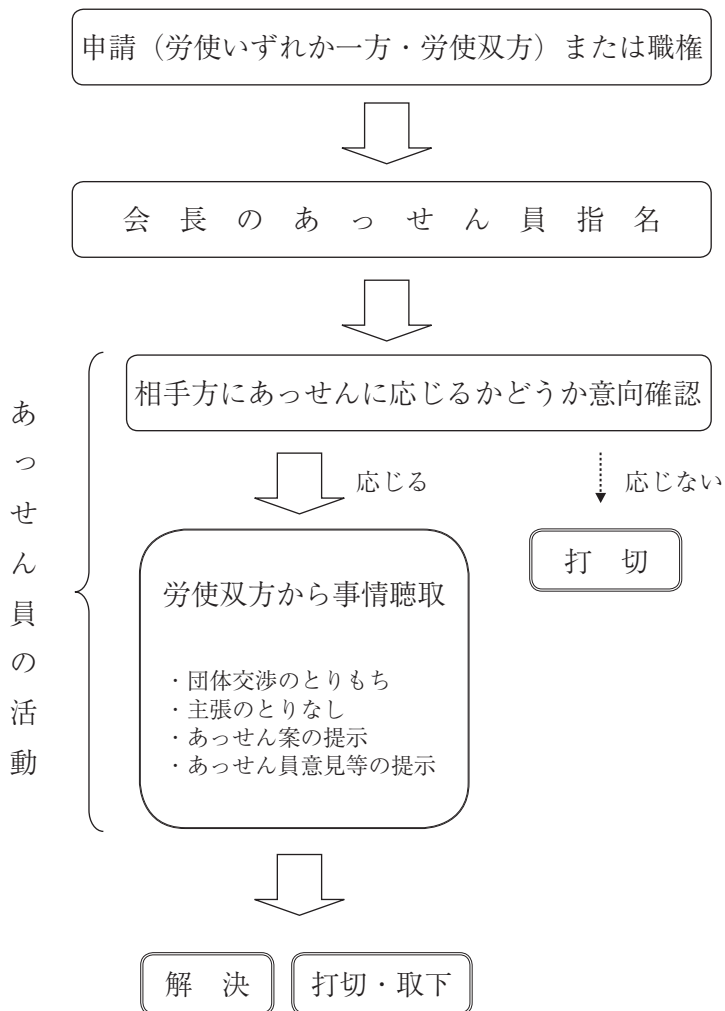 申請（労使いずれか一方・労使双方）または職権
会長のあっせん員指名
あっせん員の活動
相手方にあっせんに応じるかどうか意向確認
応じる
応じない
打　切
労使双方から事情聴取
・団体交渉のとりもち
・主張のとりなし
・あっせん案の提示
・あっせん員意見等の提示
解　決
打切・取下